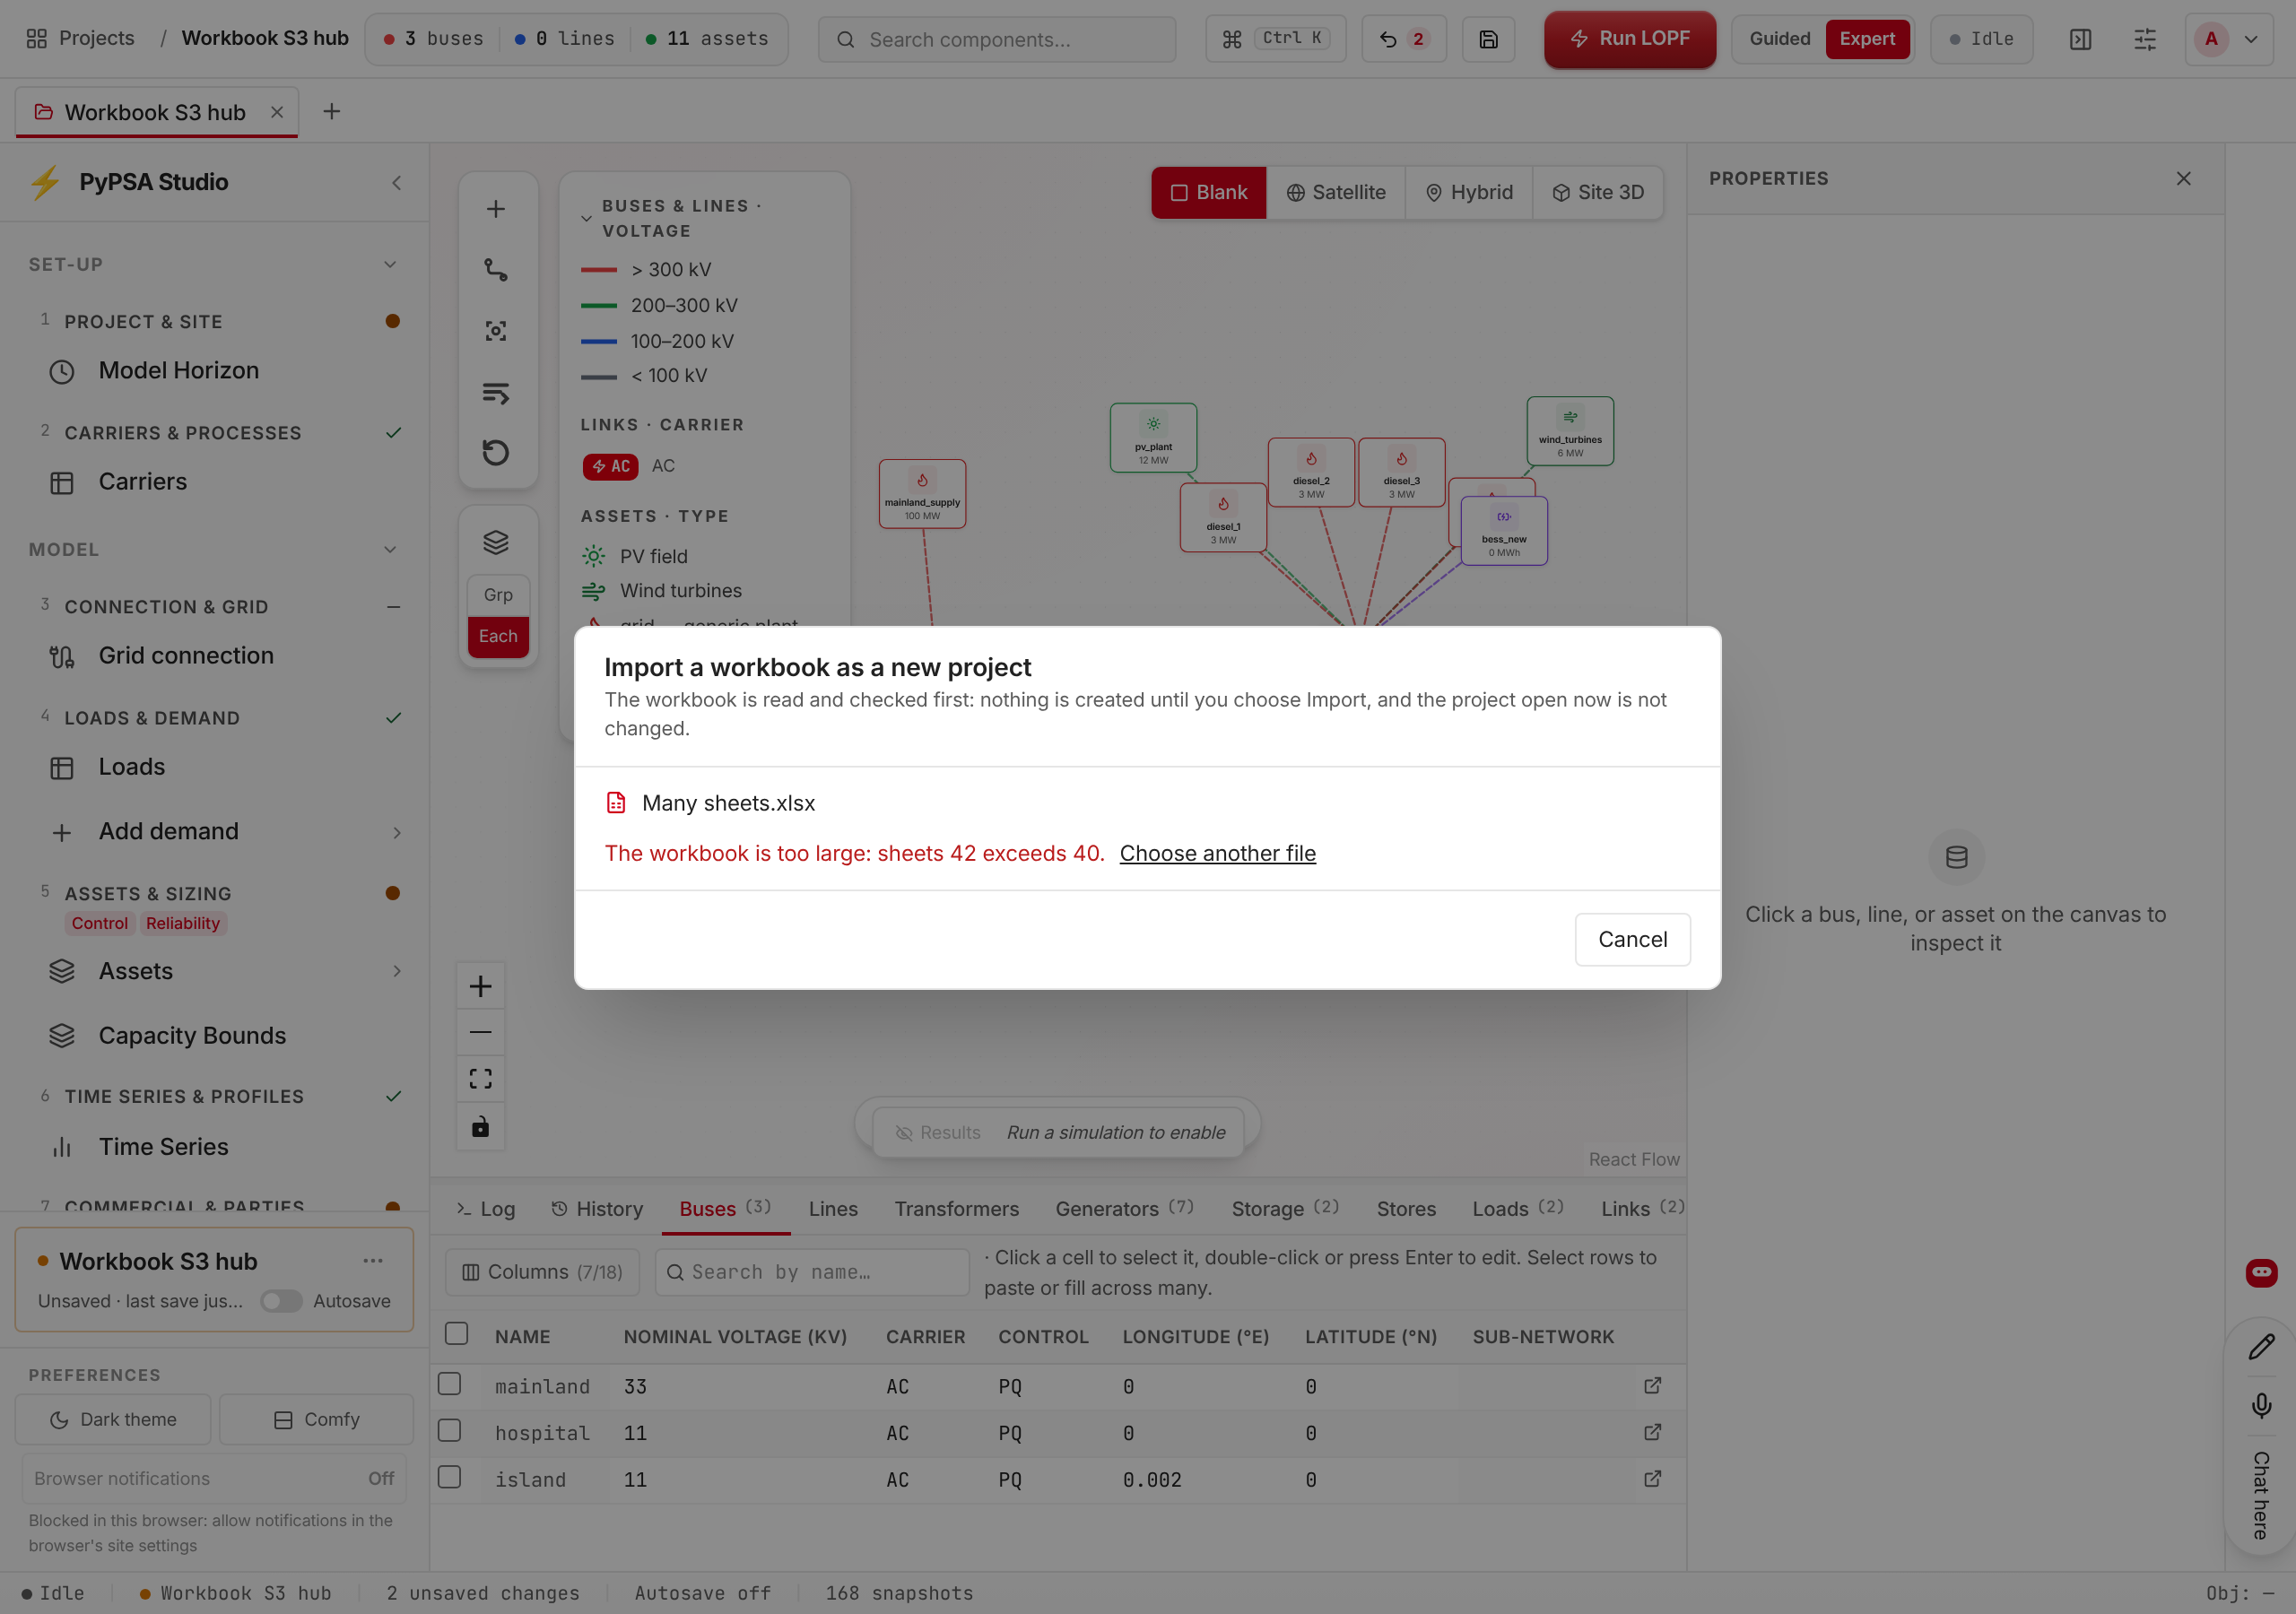 Projects / Workbook S3 hub
3 buses
0 lines
11 assets
Search components...
Ctrl K
2
Run LOPF
Guided
Expert
Idle
A
Workbook S3 hub
PyPSA Studio
SET-UP
1 PROJECT & SITE
Model Horizon
2 CARRIERS & PROCESSES
Carriers
MODEL
3 CONNECTION & GRID
Grid connection
4 LOADS & DEMAND
Loads
Add demand
5 ASSETS & SIZING
Control Reliability
Assets
Capacity Bounds
6 TIME SERIES & PROFILES
Time Series
7 COMMERCIAL & PARTIES
Workbook S3 hub
Unsaved · last save jus...
Autosave
PREFERENCES
Dark theme
Comfy
Browser notifications
Off
Blocked in this browser: allow notifications in the
browser's site settings
Grp
Each
BUSES & LINES ·
VOLTAGE
> 300 kV
200–300 kV
100–200 kV
< 100 kV
LINKS · CARRIER
AC AC
ASSETS · TYPE
PV field
Wind turbines
Blank
Satellite
Hybrid
Site 3D
mainland_supply
100 MW
pv_plant
12 MW
diesel_1
3 MW
diesel_2
3 MW
diesel_3
3 MW
wind_turbines
6 MW
bess_new
0 MWh
Import a workbook as a new project
The workbook is read and checked first: nothing is created until you choose Import, and the project open now is not
changed.
Many sheets.xlsx
The workbook is too large: sheets 42 exceeds 40. Choose another file
Cancel
Results
Run a simulation to enable
React Flow
PROPERTIES
Click a bus, line, or asset on the canvas to
inspect it
Log
History
Buses (3)
Lines
Transformers
Generators (7)
Storage (2)
Stores
Loads (2)
Links (2)
Columns (7/18)
Search by name…
· Click a cell to select it, double-click or press Enter to edit. Select rows to
paste or fill across many.
NAME NOMINAL VOLTAGE (KV) CARRIER CONTROL LONGITUDE (°E) LATITUDE (°N) SUB-NETWORK
mainland 33 AC PQ 0 0
hospital 11 AC PQ 0 0
island 11 AC PQ 0.002 0
Chat here
Idle
Workbook S3 hub
2 unsaved changes
Autosave off
168 snapshots
Obj: —